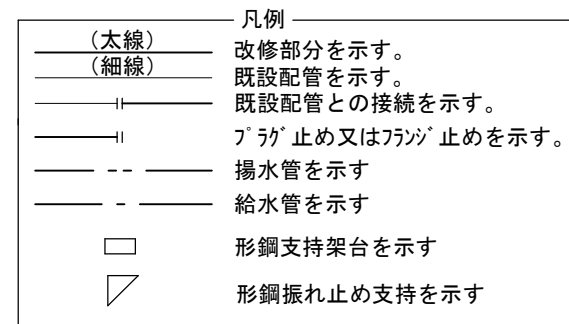 凡例
（太線） 改修部分を示す。
（細線） 既設配管を示す。
既設配管との接続を示す。
ﾌﾟﾗｸﾞ止め又はﾌﾗﾝｼﾞ止めを示す。
揚水管を示す
給水管を示す
形鋼支持架台を示す
形鋼振れ止め支持を示す